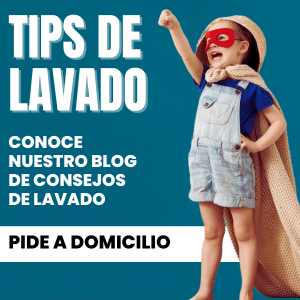 TIPS DE
LAVADO
CONOCE
NUESTRO BLOG
DE CONSEJOS
DE LAVADO
PIDE A DOMICILIO